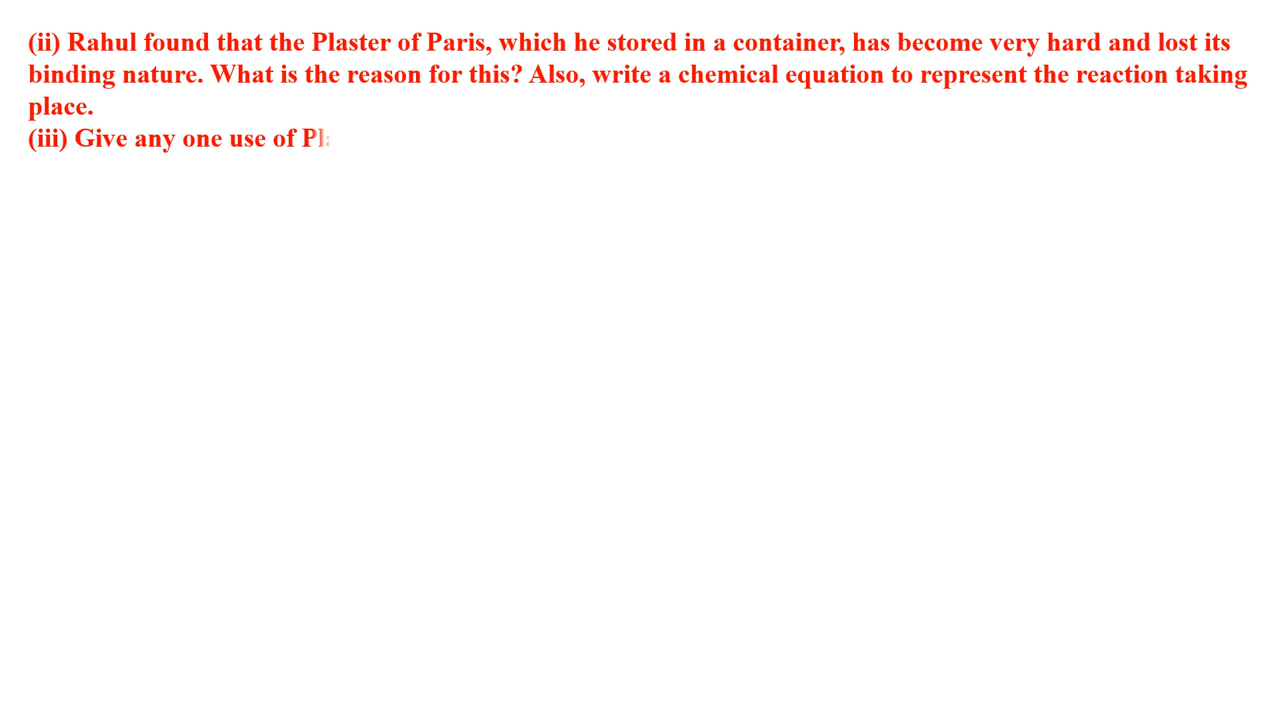 (ii) Rahul found that the Plaster of Paris, which he stored in a container, has become very hard and lost its
binding nature. What is the reason for this? Also, write a chemical equation to represent the reaction taking
place.
(iii) Give any one use of